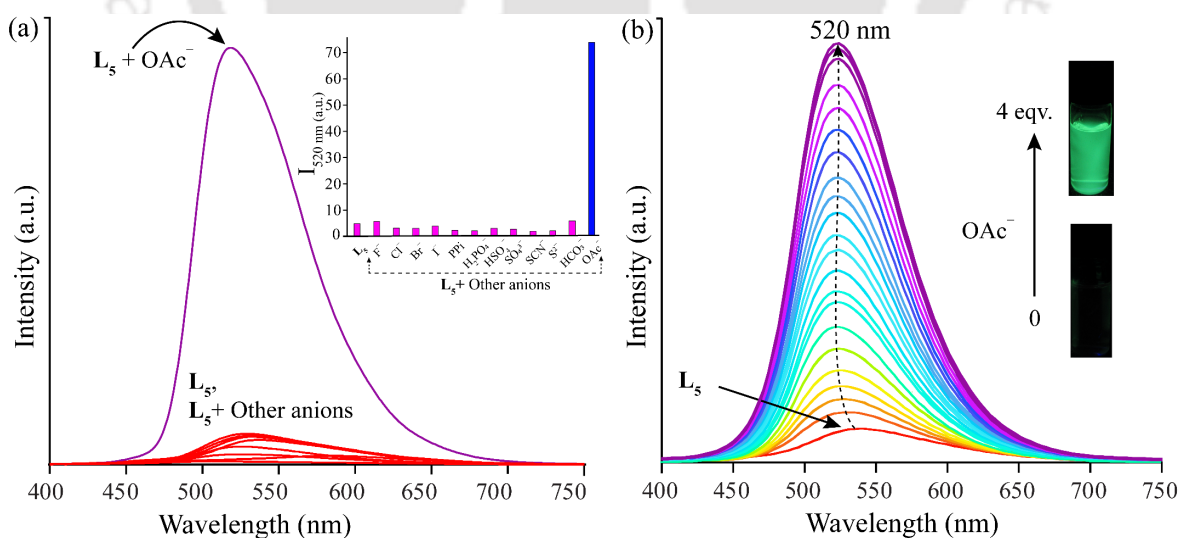 (a)
L₅ + OAc⁻
Intensity (a.u.)
I₅₂₀ nm (a.u.)
70
60
50
40
30
20
10
0
L₅ F⁻ Cl⁻ Br⁻ I⁻ PPi H₂PO₄⁻ HSO₄⁻ SO₄²⁻ SCN⁻ S²⁻ HCO₃⁻ OAc⁻
L₅+ Other anions
L₅,
L₅+ Other anions
400 450 500 550 600 650 700 750
Wavelength (nm)
(b)
520 nm
4 eqv.
OAc⁻
0
L₅
Intensity (a.u.)
400 450 500 550 600 650 700 750
Wavelength (nm)